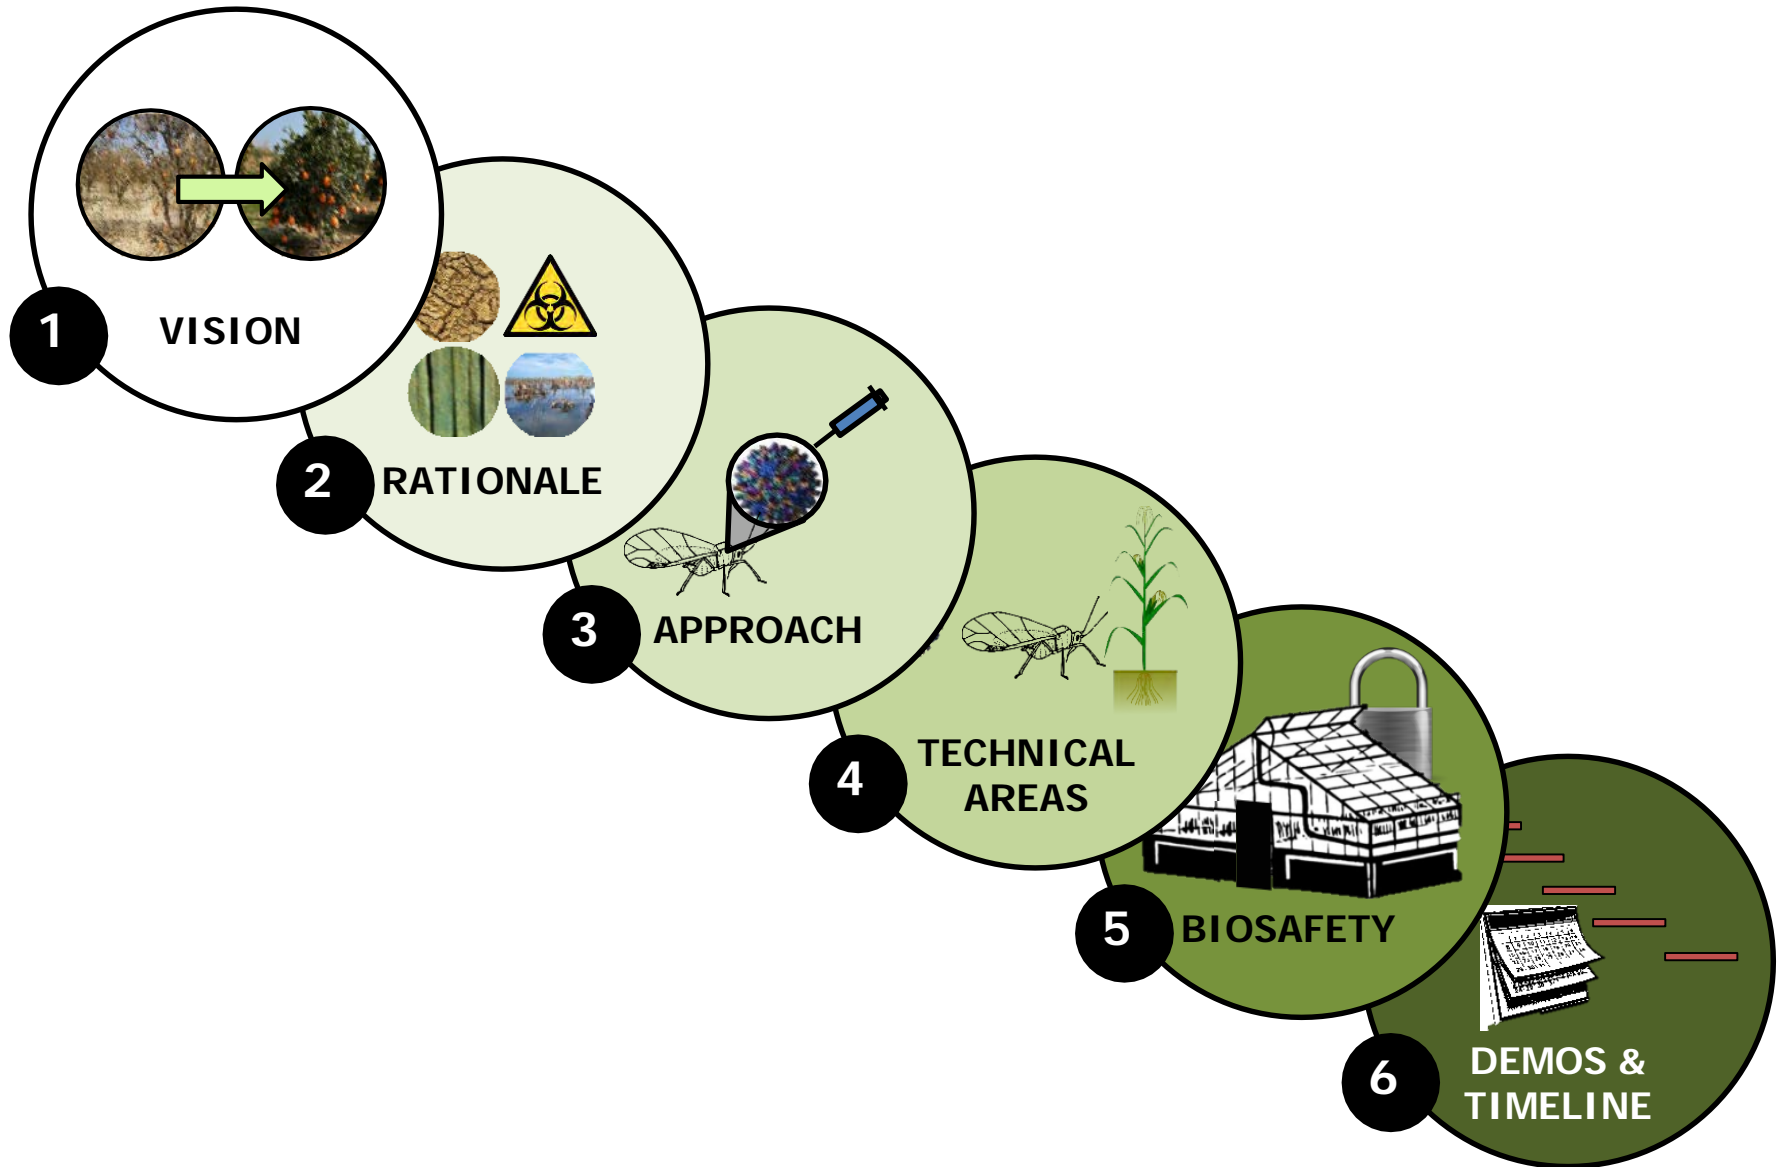 1
VISION
2
RATIONALE
3
APPROACH
4
TECHNICAL
AREAS
5
BIOSAFETY
6
DEMOS &
TIMELINE